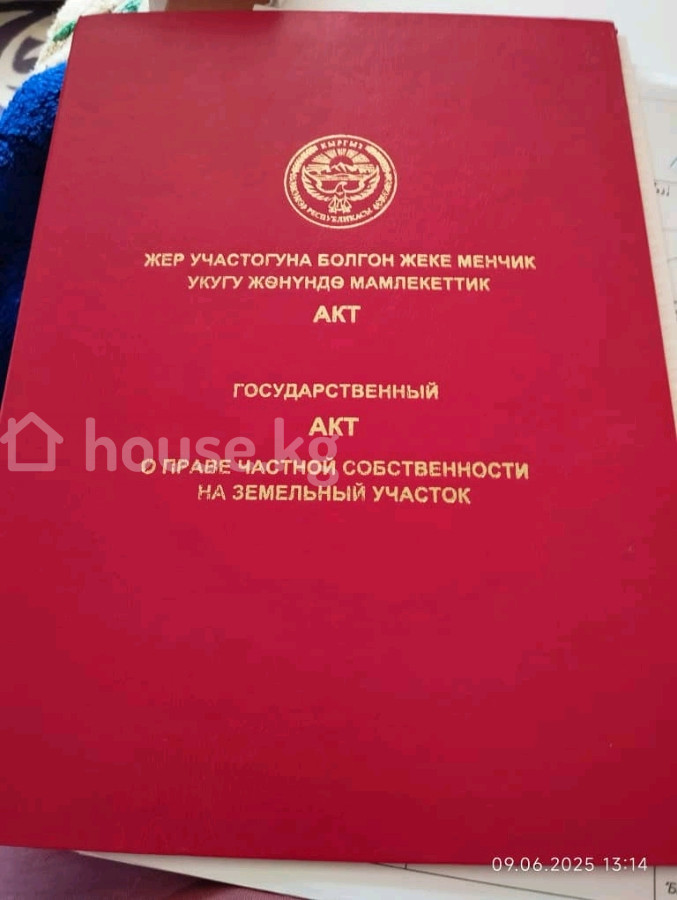 КЫРГЫЗ
РЕСПУБЛИКАСЫ
ЖЕР УЧАСТОГУНА БОЛГОН ЖЕКЕ МЕНЧИК
УКУГУ ЖӨНҮНДӨ МАМЛЕКЕТТИК
АКТ
ГОСУДАРСТВЕННЫЙ
АКТ
house.kg
О ПРАВЕ ЧАСТНОЙ СОБСТВЕННОСТИ
НА ЗЕМЕЛЬНЫЙ УЧАСТОК
09.06.2025 13:14